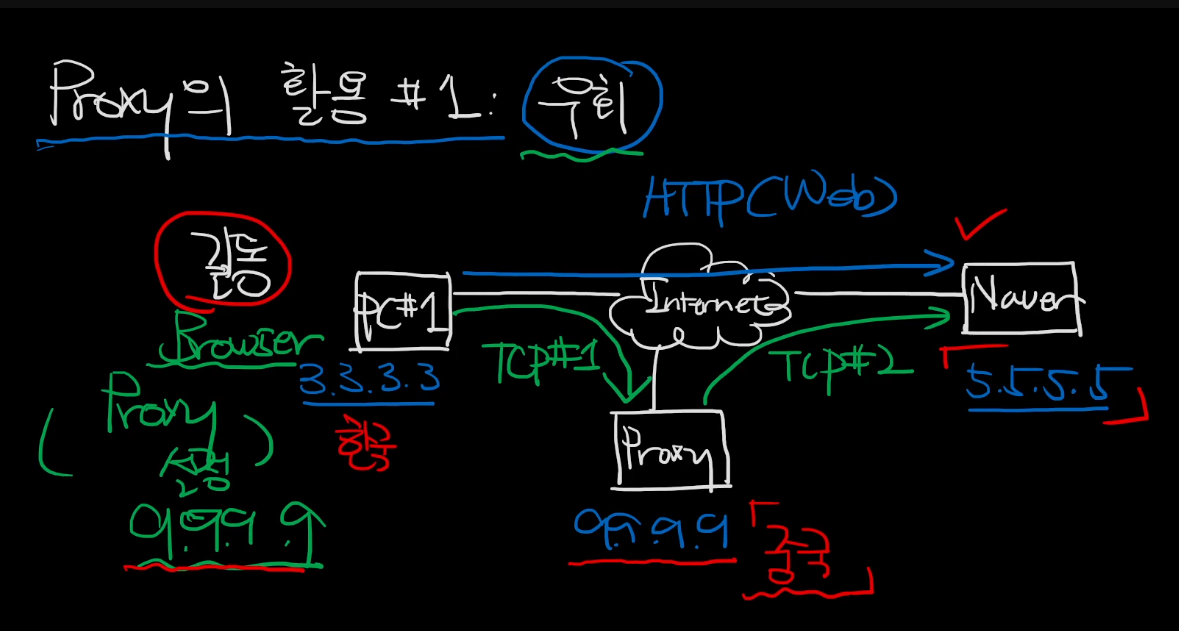 Proxy의 활용 #1: 우회
HTTP(Web)
길동
PC#1
Internet
Naver
Browser
3.3.3.3
TCP#1
TCP#2
5.5.5.5
(Proxy
설정)
한국
Proxy
9.9.9.9
9.9.9.9
중국